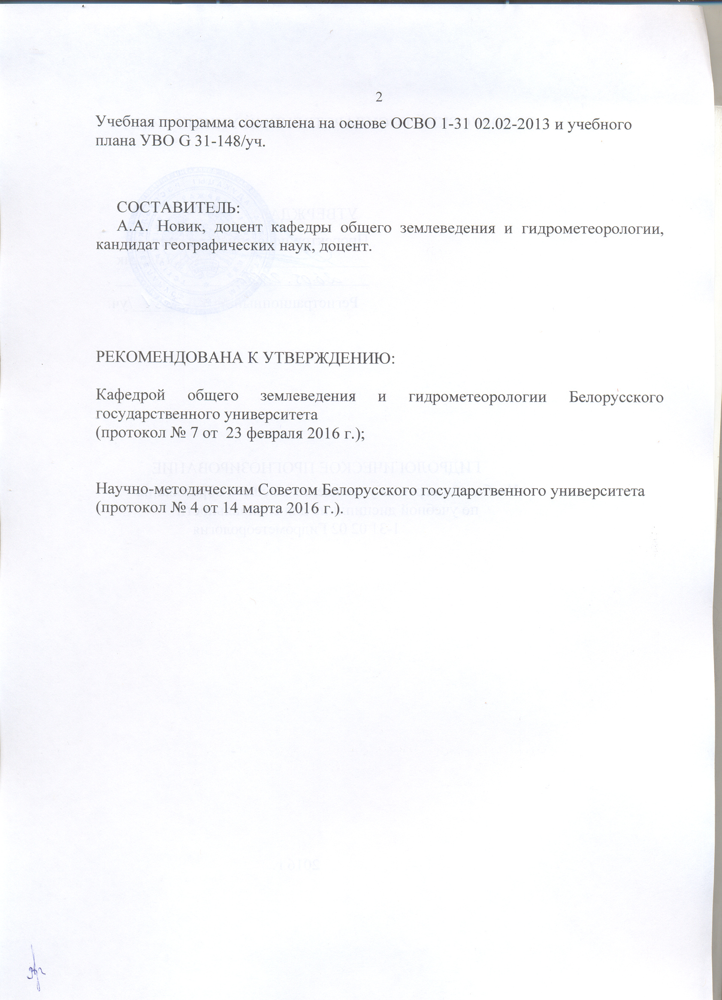 2
Учебная программа составлена на основе ОСВО 1-31 02.02-2013 и учебного
плана УВО G 31-148/уч.
СОСТАВИТЕЛЬ:
А.А. Новик, доцент кафедры общего землеведения и гидрометеорологии,
кандидат географических наук, доцент.
РЕКОМЕНДОВАНА К УТВЕРЖДЕНИЮ:
Кафедрой общего землеведения и гидрометеорологии Белорусского
государственного университета
(протокол № 7 от 23 февраля 2016 г.);
Научно-методическим Советом Белорусского государственного университета
(протокол № 4 от 14 марта 2016 г.).